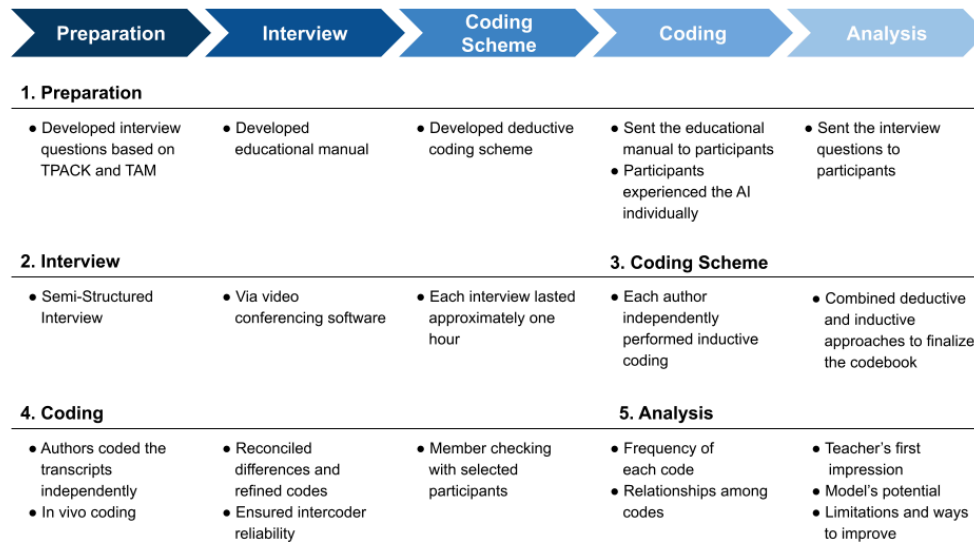 Preparation
Interview
Coding
Scheme
Coding
Analysis
1. Preparation
● Developed interview
questions based on
TPACK and TAM
● Developed
educational manual
● Developed deductive
coding scheme
● Sent the educational
manual to participants
● Participants
experienced the AI
individually
● Sent the interview
questions to
participants
2. Interview
● Semi-Structured
Interview
● Via video
conferencing software
● Each interview lasted
approximately one
hour
3. Coding Scheme
● Each author
independently
performed inductive
coding
● Combined deductive
and inductive
approaches to finalize
the codebook
4. Coding
● Authors coded the
transcripts
independently
● In vivo coding
● Reconciled
differences and
refined codes
● Ensured intercoder
reliability
● Member checking
with selected
participants
5. Analysis
● Frequency of
each code
● Relationships among
codes
● Teacher's first
impression
● Model's potential
● Limitations and ways
to improve